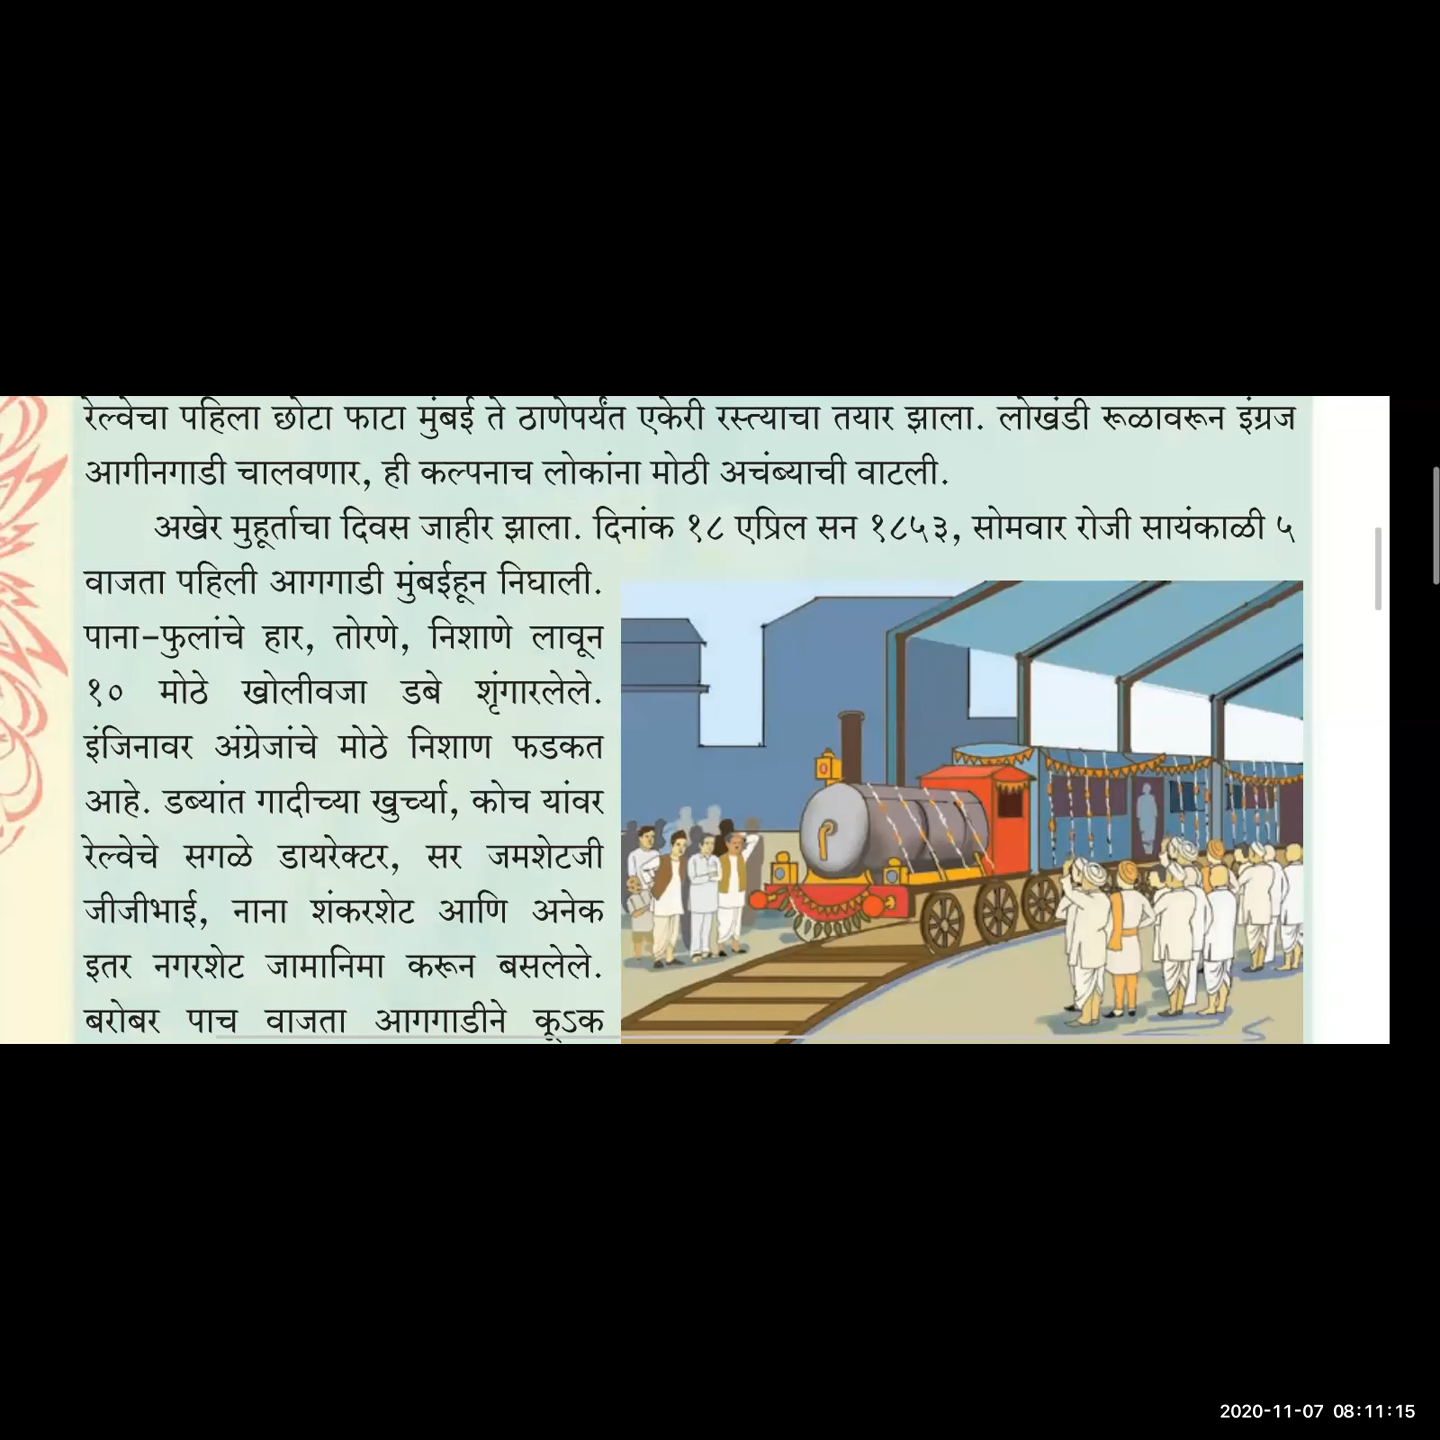 रेल्वेचा पहिला छोटा फाटा मुंबई ते ठाणेपर्यंत एकेरी रस्त्याचा तयार झाला. लोखंडी रूळावरून इंग्रज
आगीनगाडी चालवणार, ही कल्पनाच लोकांना मोठी अचंब्याची वाटली.
अखेर मुहूर्ताचा दिवस जाहीर झाला. दिनांक १८ एप्रिल सन १८५३, सोमवार रोजी सायंकाळी ५
वाजता पहिली आगगाडी मुंबईहून निघाली.
पाना-फुलांचे हार, तोरणे, निशाणे लावून
१० मोठे खोलीवजा डबे शृंगारलेले.
इंजिनावर अंग्रेजांचे मोठे निशाण फडकत
आहे. डब्यांत गादीच्या खुर्च्या, कोच यांवर
रेल्वेचे सगळे डायरेक्टर, सर जमशेटजी
जीजीभाई, नाना शंकरशेट आणि अनेक
इतर नगरशेट जामानिमा करून बसलेले.
बरोबर पाच वाजता आगगाडीने कूऽक
2020-11-07 08:11:15